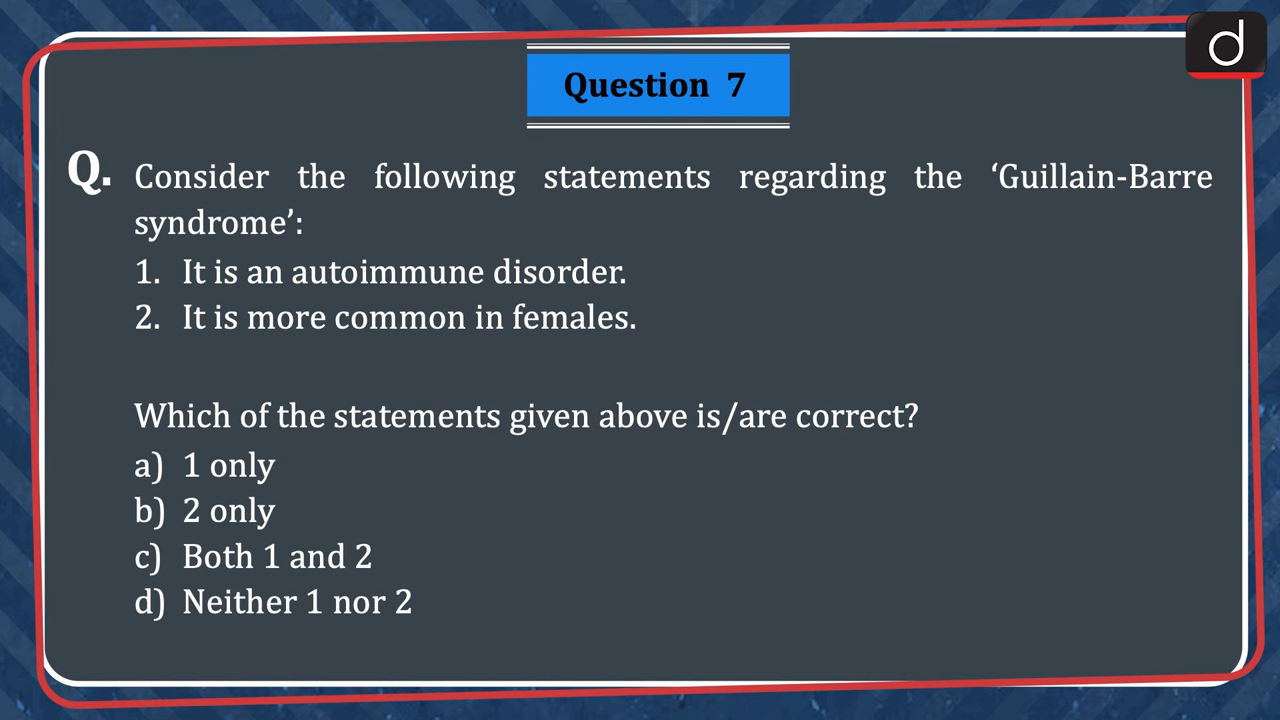 d
Question 7
Q. Consider the following statements regarding the ‘Guillain-Barre
syndrome’:
1. It is an autoimmune disorder.
2. It is more common in females.
Which of the statements given above is/are correct?
a) 1 only
b) 2 only
c) Both 1 and 2
d) Neither 1 nor 2